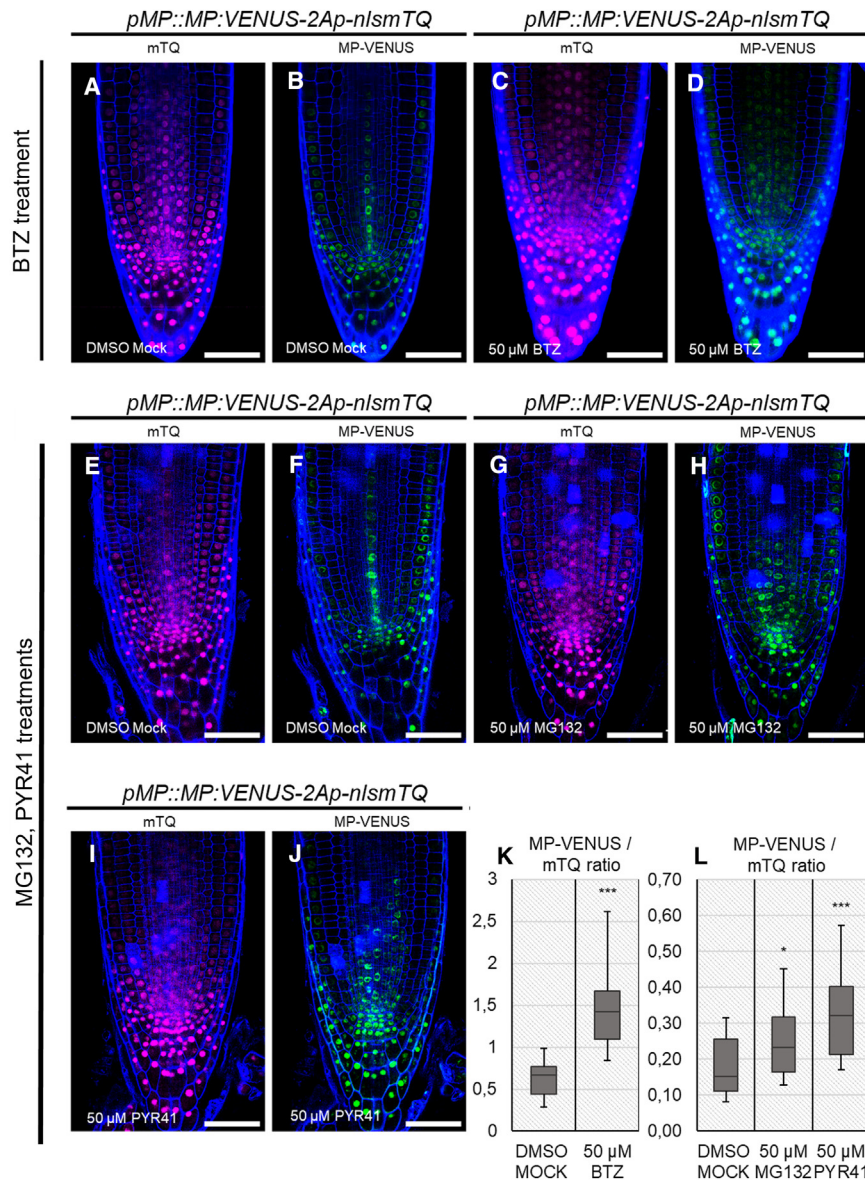 pMP::MP:VENUS-2Ap-nlsmTQ
pMP::MP:VENUS-2Ap-nlsmTQ
mTQ
MP-VENUS
mTQ
MP-VENUS
BTZ treatment
A
B
C
D
DMSO Mock
DMSO Mock
50 µM BTZ
50 µM BTZ
pMP::MP:VENUS-2Ap-nlsmTQ
pMP::MP:VENUS-2Ap-nlsmTQ
mTQ
MP-VENUS
mTQ
MP-VENUS
MG132, PYR41 treatments
E
F
G
H
DMSO Mock
DMSO Mock
50 µM MG132
50 µM MG132
pMP::MP:VENUS-2Ap-nlsmTQ
mTQ
MP-VENUS
I
J
50 µM PYR41
50 µM PYR41
K
MP-VENUS /
mTQ ratio
3
2,5
2
1,5
1
0,5
0
***
DMSO
MOCK
50 µM
BTZ
L
MP-VENUS /
mTQ ratio
0,70
0,60
0,50
0,40
0,30
0,20
0,10
0,00
*
***
DMSO
MOCK
50 µM
MG132
50 µM
PYR41